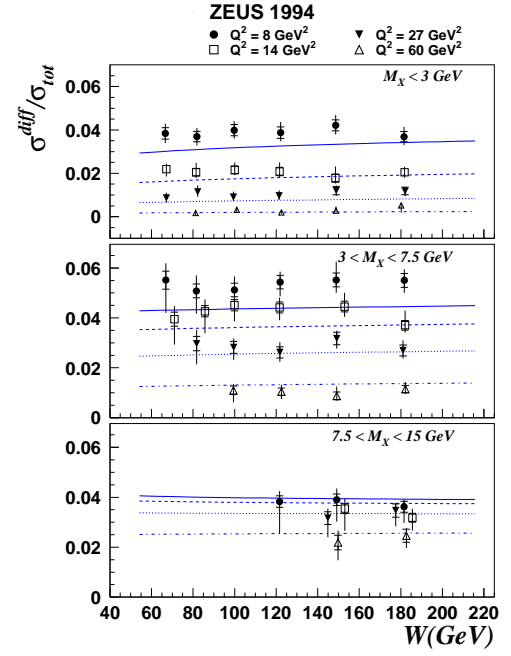 ZEUS 1994
● Q² = 8 GeV² ▼ Q² = 27 GeV²
□ Q² = 14 GeV² △ Q² = 60 GeV²
σ^diff/σ_tot
M_X < 3 GeV
0.06
0.04
0.02
0
3 < M_X < 7.5 GeV
0.06
0.04
0.02
0
7.5 < M_X < 15 GeV
0.06
0.04
0.02
0
40 60 80 100 120 140 160 180 200 220
W(GeV)